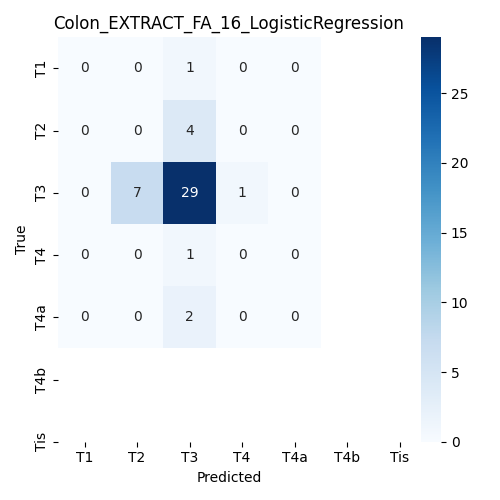 Colon_EXTRACT_FA_16_LogisticRegression
T1 0 0 1 0 0
T2 0 0 4 0 0
T3 0 7 29 1 0
T4 0 0 1 0 0
T4a 0 0 2 0 0
T4b
Tis
True
T1 T2 T3 T4 T4a T4b Tis
Predicted
25
20
15
10
5
0